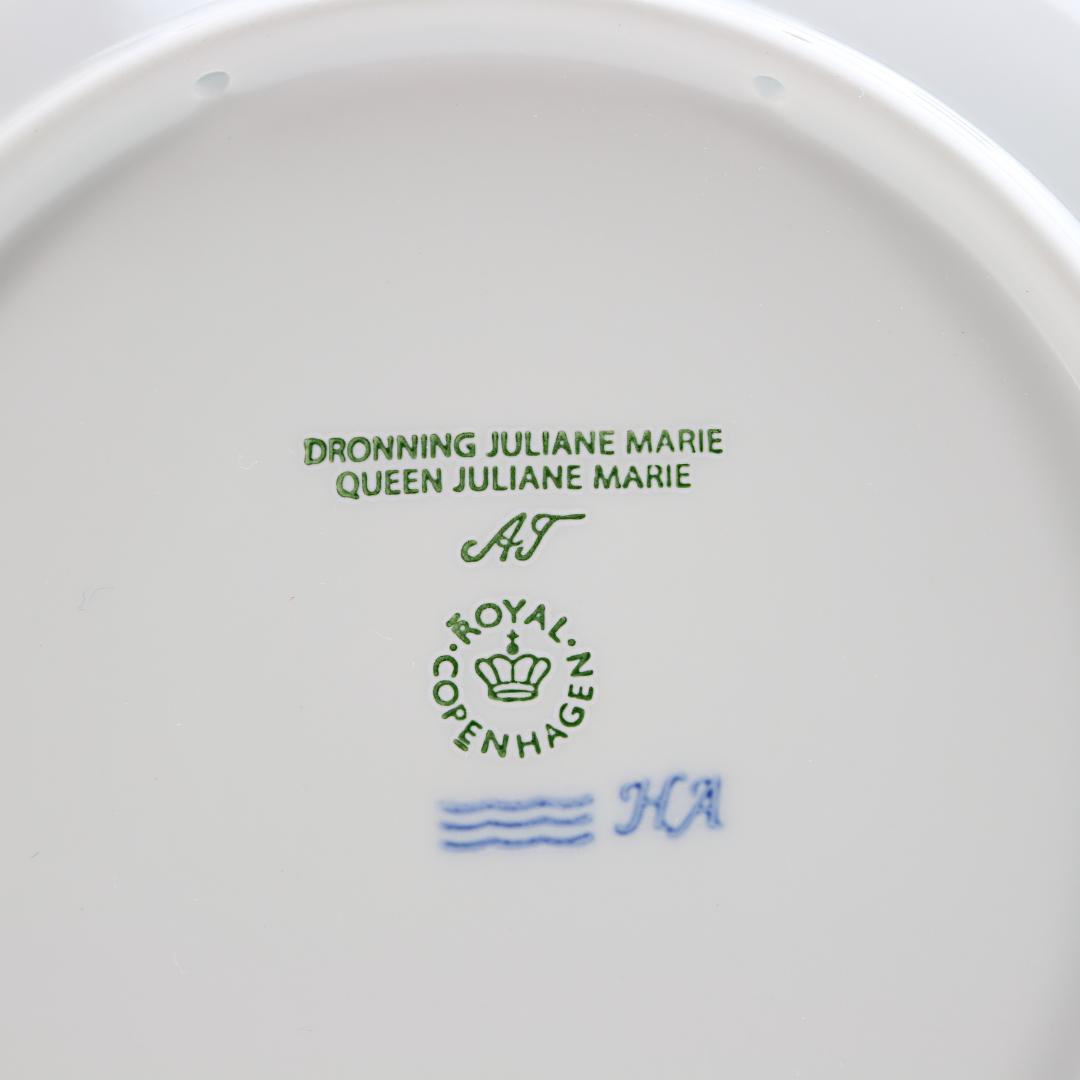 DRONNING JULIANE MARIE
QUEEN JULIANE MARIE
AT
ROYAL
COPENHAGEN
HA